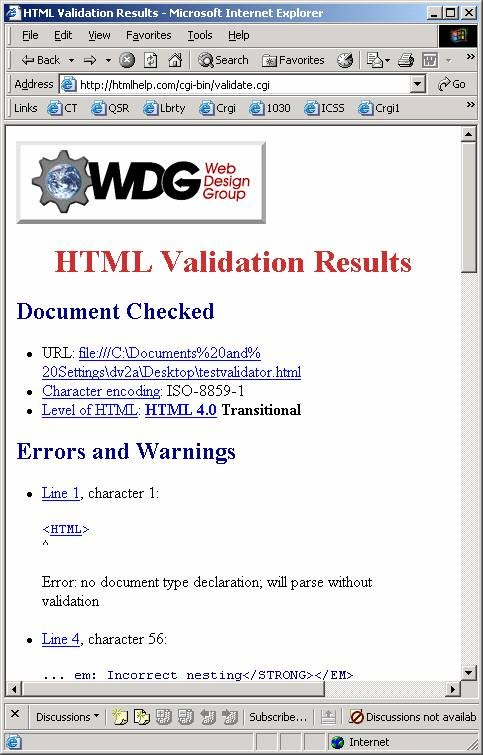 HTML Validation Results - Microsoft Internet Explorer
File Edit View Favorites Tools Help
Back Search Favorites
Address http://htmlhelp.com/cgi-bin/validate.cgi Go
Links CT QSR Lbrty Crgi 1030 ICSS Crgi1
WDG Web
Design
Group
HTML Validation Results
Document Checked
URL: file:///C:\Documents%20and%
20Settings\dv2a\Desktop\testvalidator.html
Character encoding: ISO-8859-1
Level of HTML: HTML 4.0 Transitional
Errors and Warnings
Line 1, character 1:
<HTML>
^
Error: no document type declaration; will parse without
validation
Line 4, character 56:
... em: Incorrect nesting</STRONG></EM>
Discussions Subscribe... Discussions not availab
Internet